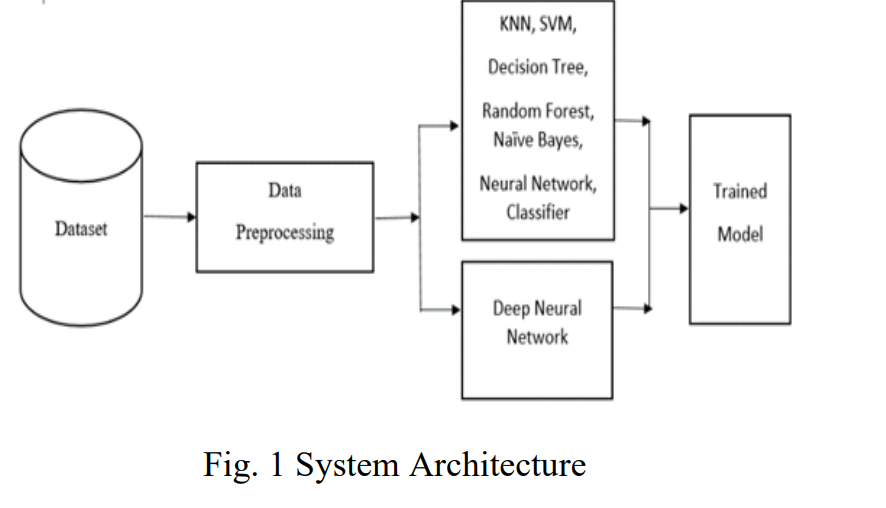 Dataset
Data
Preprocessing
KNN, SVM,
Decision Tree,
Random Forest,
Naïve Bayes,
Neural Network,
Classifier
Deep Neural
Network
Trained
Model
Fig. 1 System Architecture